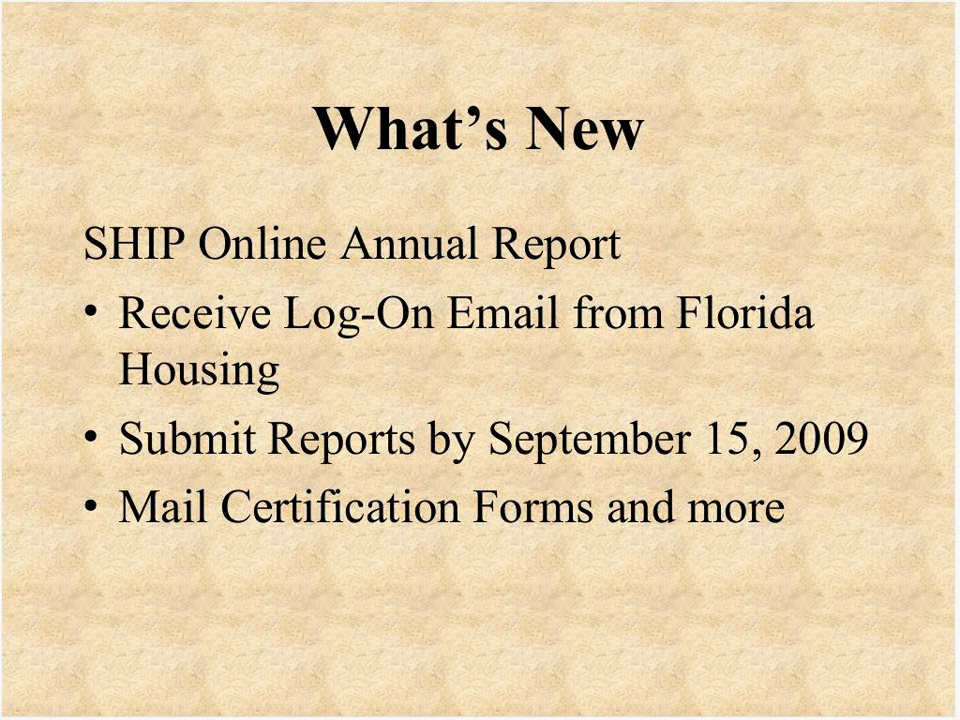 What’s New
SHIP Online Annual Report
• Receive Log-On Email from Florida
Housing
• Submit Reports by September 15, 2009
• Mail Certification Forms and more